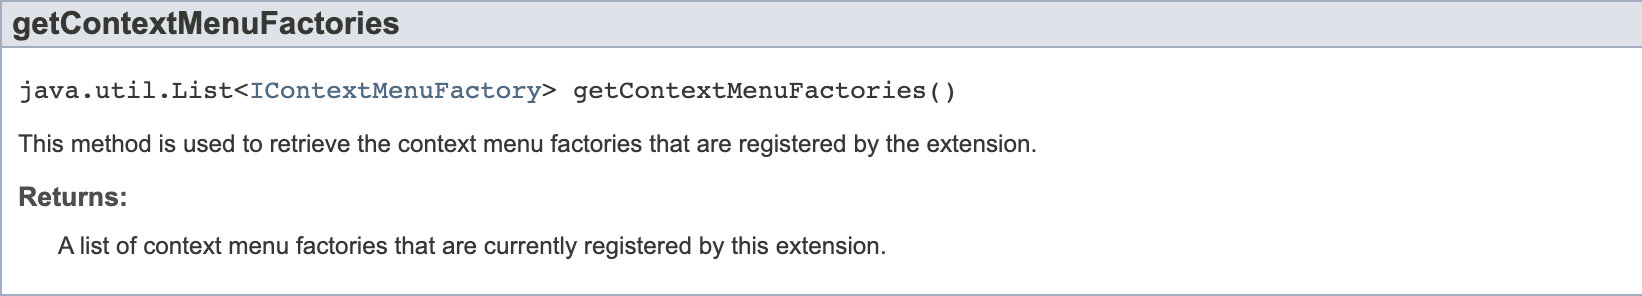 getContextMenuFactories
java.util.List<IContextMenuFactory> getContextMenuFactories()
This method is used to retrieve the context menu factories that are registered by the extension.
Returns:
A list of context menu factories that are currently registered by this extension.